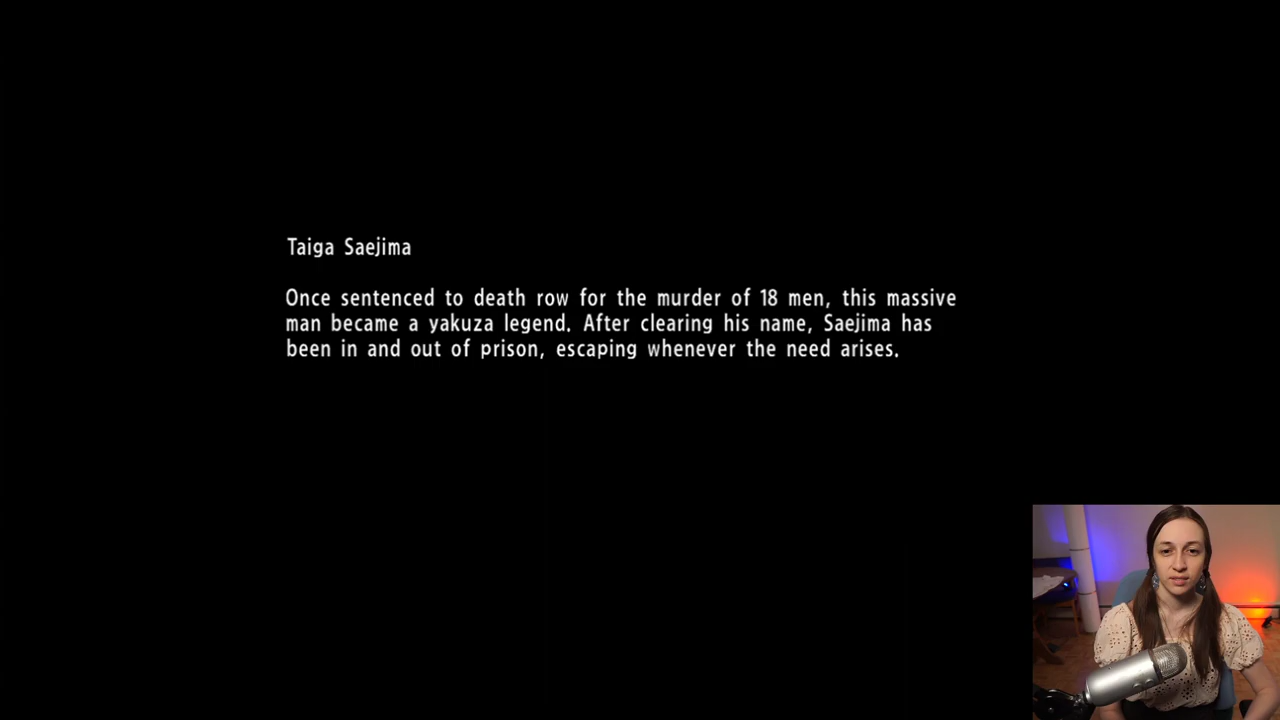 Taiga Saejima
Once sentenced to death row for the murder of 18 men, this massive
man became a yakuza legend. After clearing his name, Saejima has
been in and out of prison, escaping whenever the need arises.